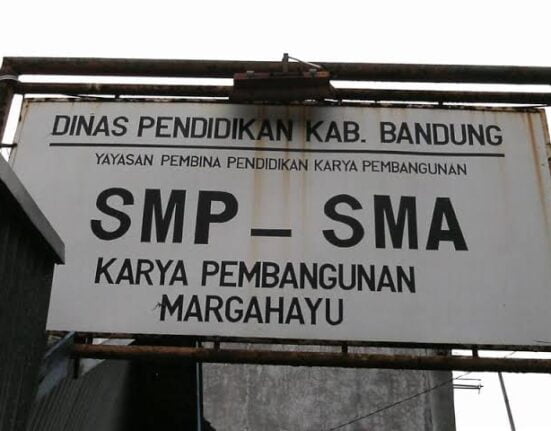 DINAS PENDIDIKAN KAB. BANDUNG
YAYASAN PEMBINA PENDIDIKAN KARYA PEMBANGUNAN
SMP – SMA
KARYA PEMBANGUNAN
MARGAHAYU